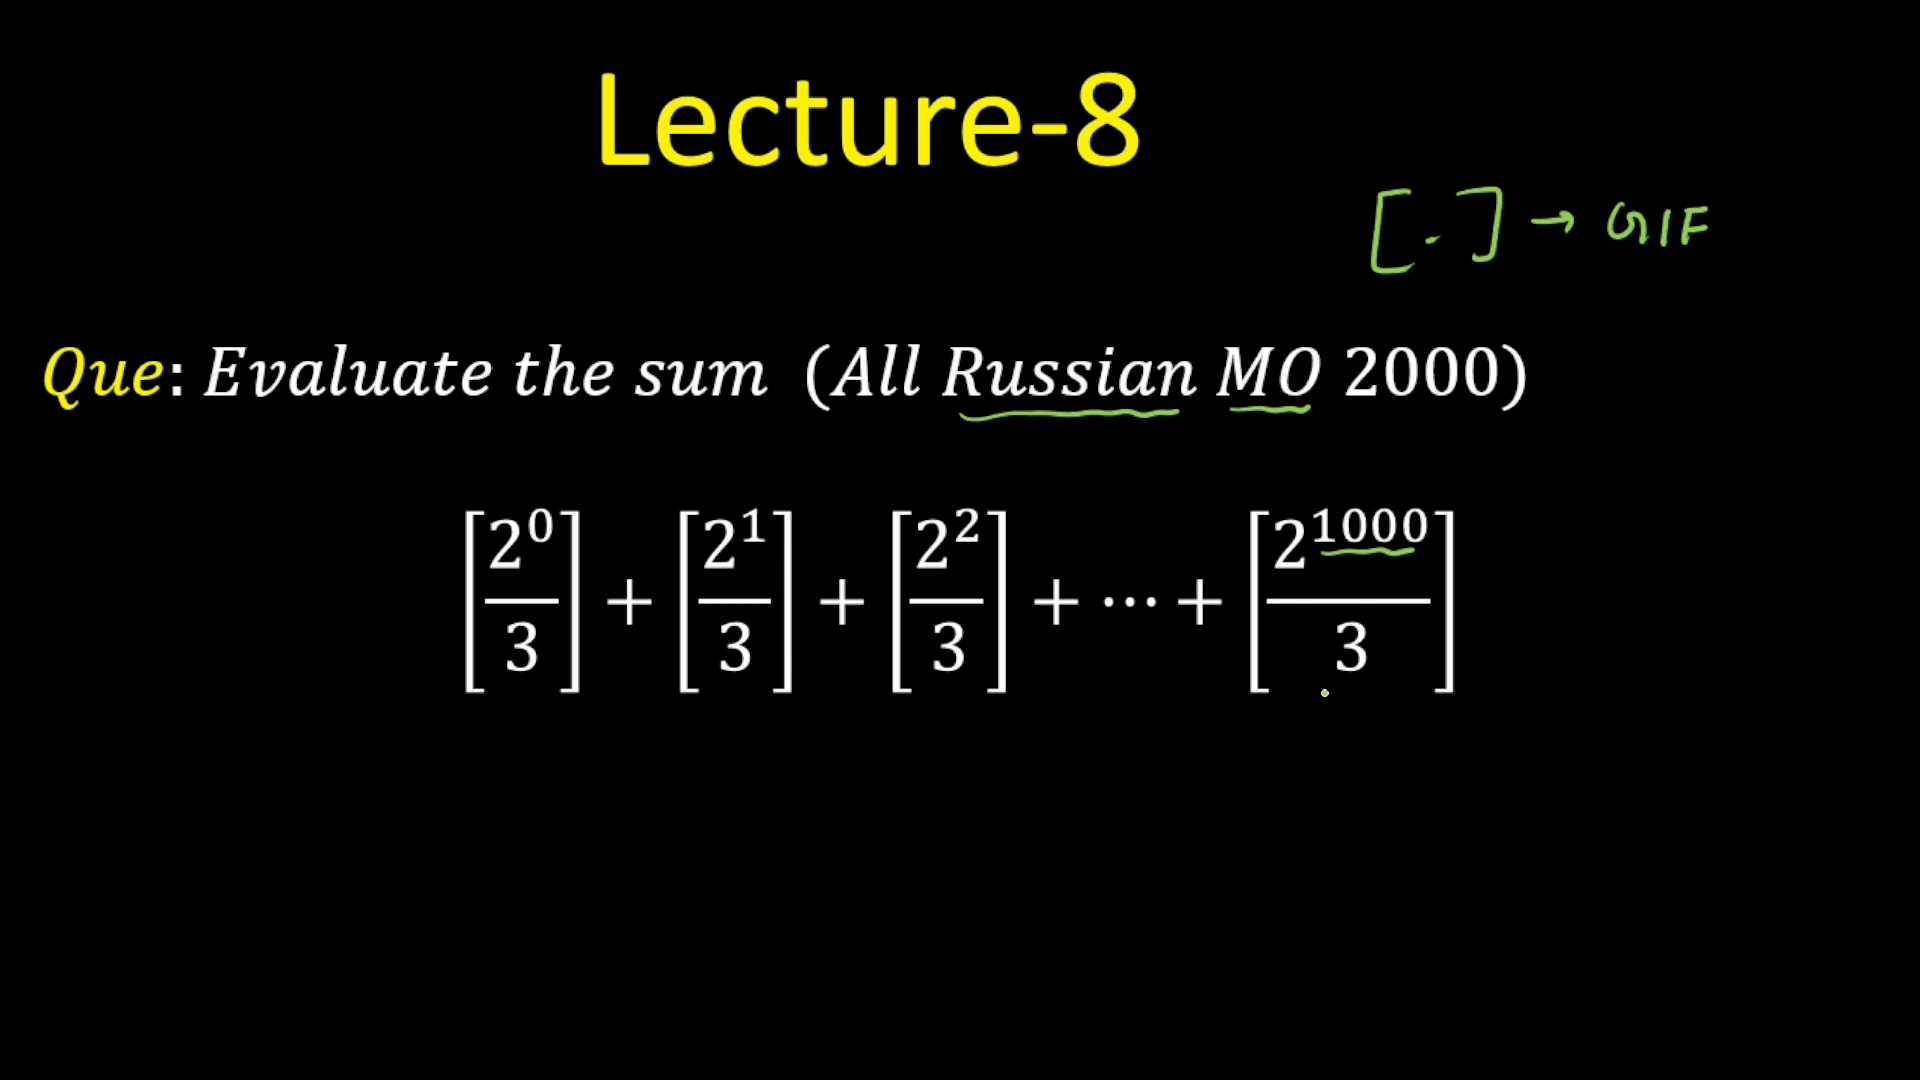 Lecture-8
[.] → GIF
Que: Evaluate the sum (All Russian MO 2000)
[2^0/3] + [2^1/3] + [2^2/3] + ⋯ + [2^1000/3]